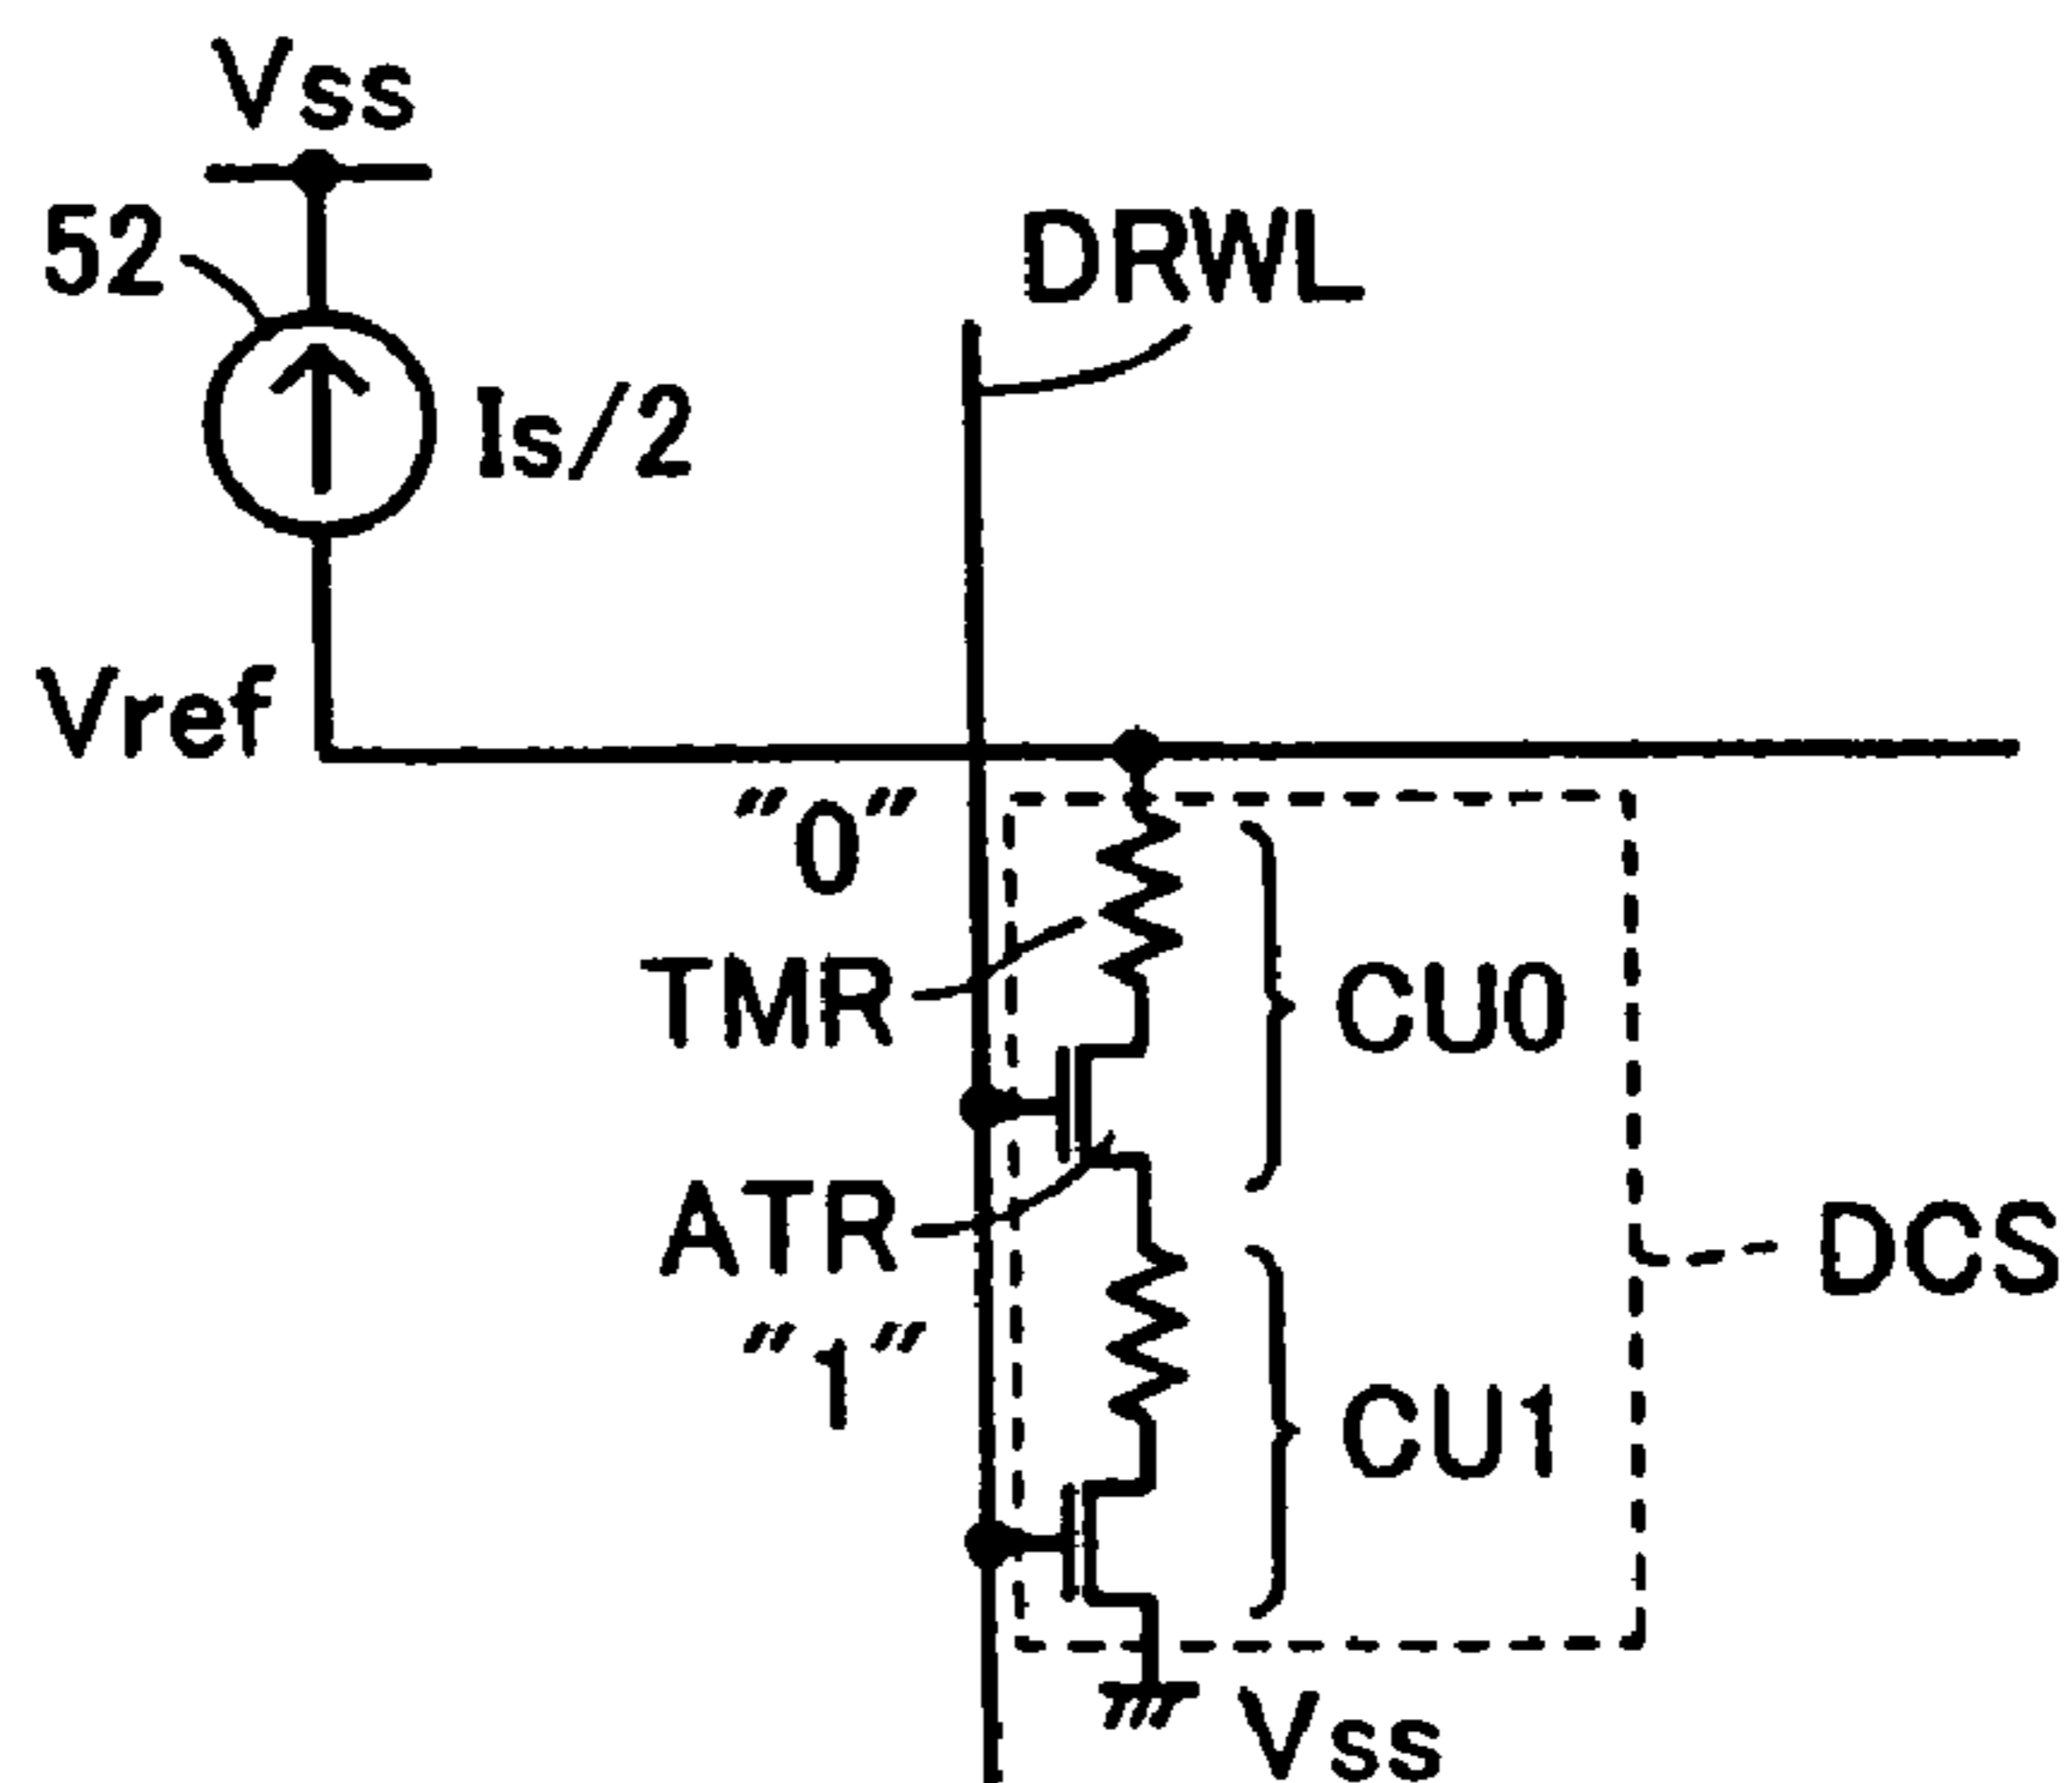 Vss
52
DRWL
Is/2
Vref
"0"
TMR
CU0
ATR
DCS
"1"
CU1
Vss